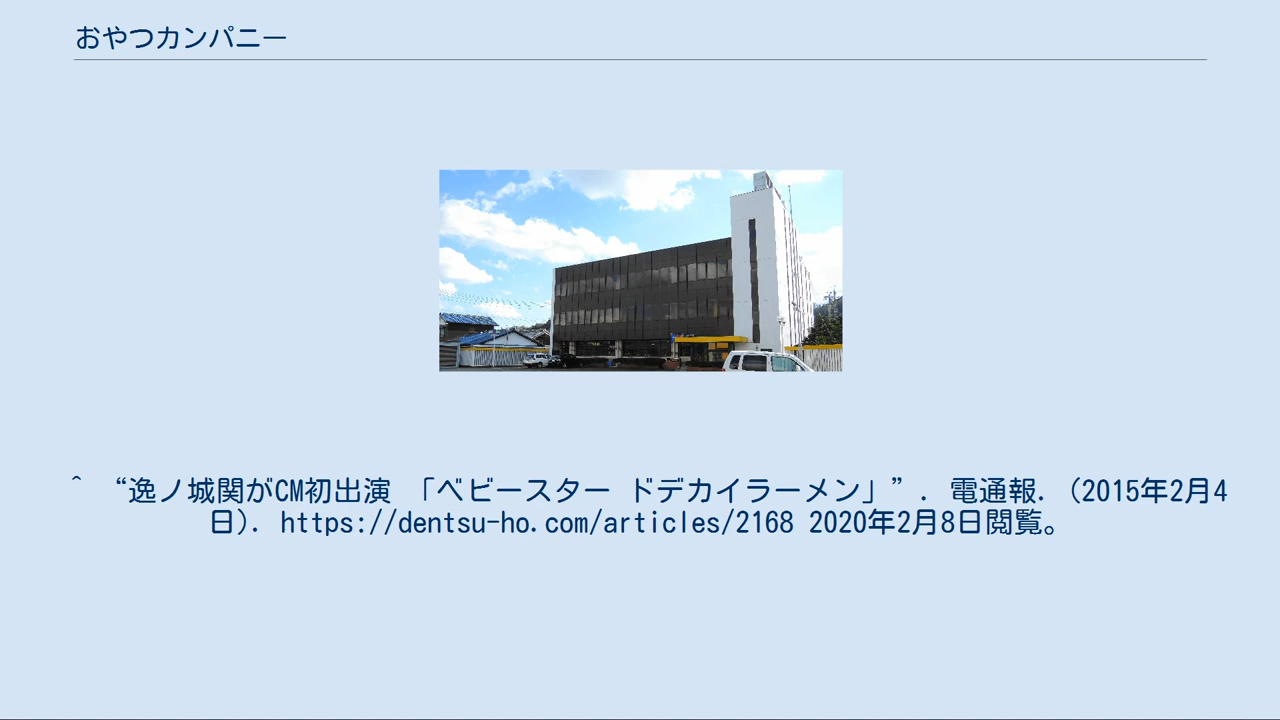 おやつカンパニー
^ “逸ノ城関がCM初出演 「ベビースター ドデカイラーメン」”. 電通報. (2015年2月4
日). https://dentsu-ho.com/articles/2168 2020年2月8日閲覧。